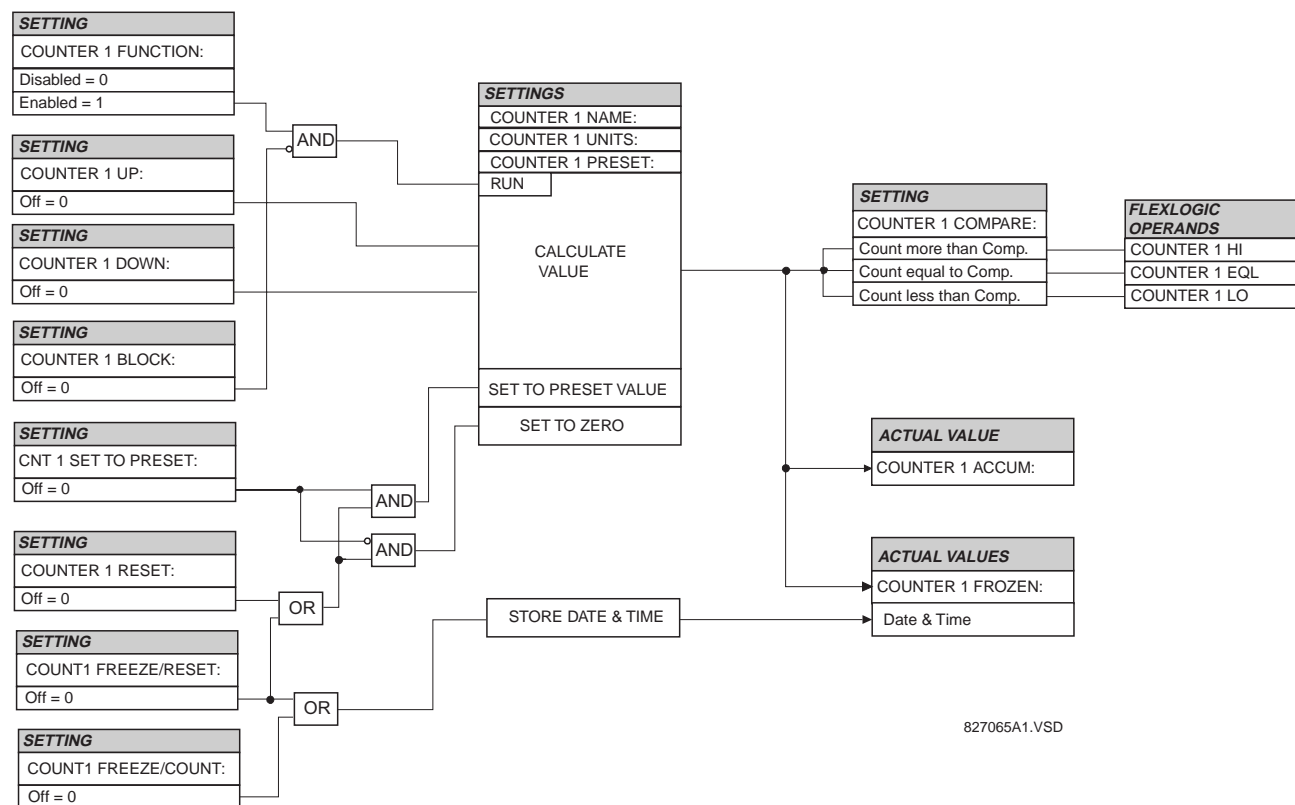 SETTING
COUNTER 1 FUNCTION:
Disabled = 0
Enabled = 1
SETTING
COUNTER 1 UP:
Off = 0
SETTING
COUNTER 1 DOWN:
Off = 0
SETTING
COUNTER 1 BLOCK:
Off = 0
SETTING
CNT 1 SET TO PRESET:
Off = 0
SETTING
COUNTER 1 RESET:
Off = 0
SETTING
COUNT1 FREEZE/RESET:
Off = 0
SETTING
COUNT1 FREEZE/COUNT:
Off = 0
AND
AND
AND
OR
OR
SETTINGS
COUNTER 1 NAME:
COUNTER 1 UNITS:
COUNTER 1 PRESET:
RUN
CALCULATE
VALUE
SET TO PRESET VALUE
SET TO ZERO
STORE DATE & TIME
SETTING
COUNTER 1 COMPARE:
Count more than Comp.
Count equal to Comp.
Count less than Comp.
FLEXLOGIC
OPERANDS
COUNTER 1 HI
COUNTER 1 EQL
COUNTER 1 LO
ACTUAL VALUE
COUNTER 1 ACCUM:
ACTUAL VALUES
COUNTER 1 FROZEN:
Date & Time
827065A1.VSD